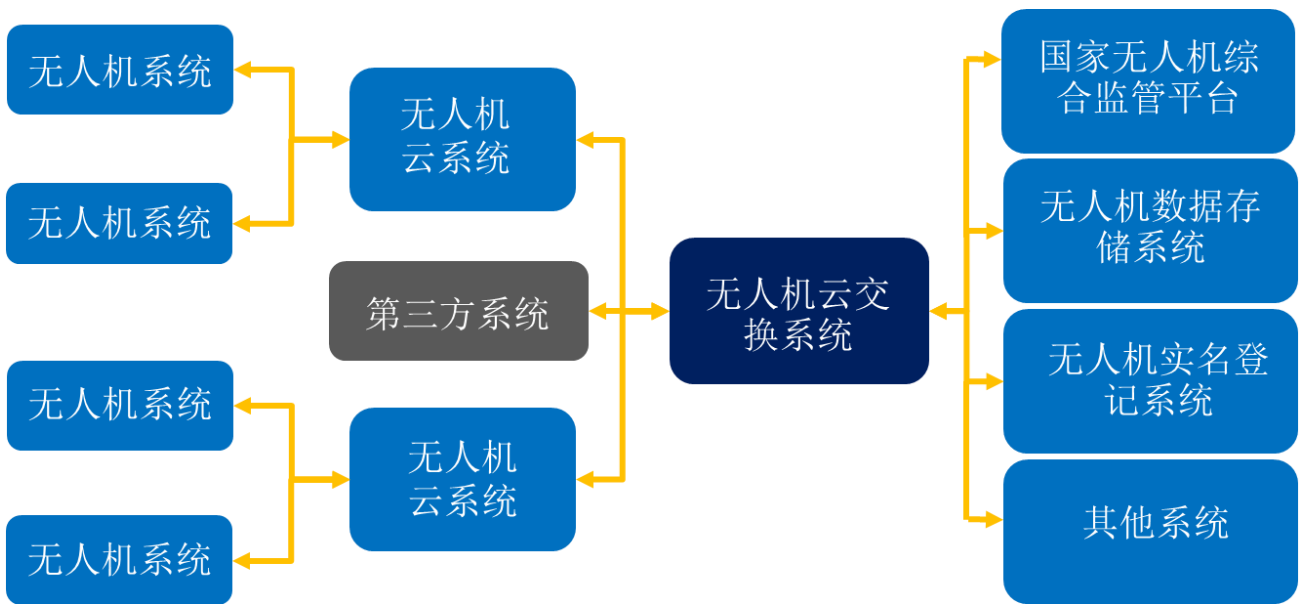 无人机系统
无人机系统
无人机系统
无人机系统
无人机
云系统
第三方系统
无人机
云系统
无人机云交
换系统
国家无人机综
合监管平台
无人机数据存
储系统
无人机实名登
记系统
其他系统